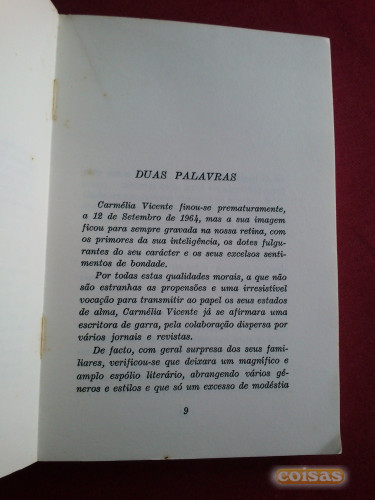 DUAS PALAVRAS
Carmélia Vicente finou-se prematuramente,
a 12 de Setembro de 1964, mas a sua imagem
ficou para sempre gravada na nossa retina, com
os primores da sua inteligência, os dotes fulgu-
rantes do seu carácter e os seus excelsos senti-
mentos de bondade.
Por todas estas qualidades morais, a que não
são estranhas as propensões e uma irresistível
vocação para transmitir ao papel os seus estados
de alma, Carmélia Vicente já se afirmara uma
escritora de garra, pela colaboração dispersa por
vários jornais e revistas.
De facto, com geral surpresa dos seus fami-
liares, verificou-se que deixara um magnífico e
amplo espólio literário, abrangendo vários gé-
neros e estilos e que só um excesso de modéstia
9
coisas